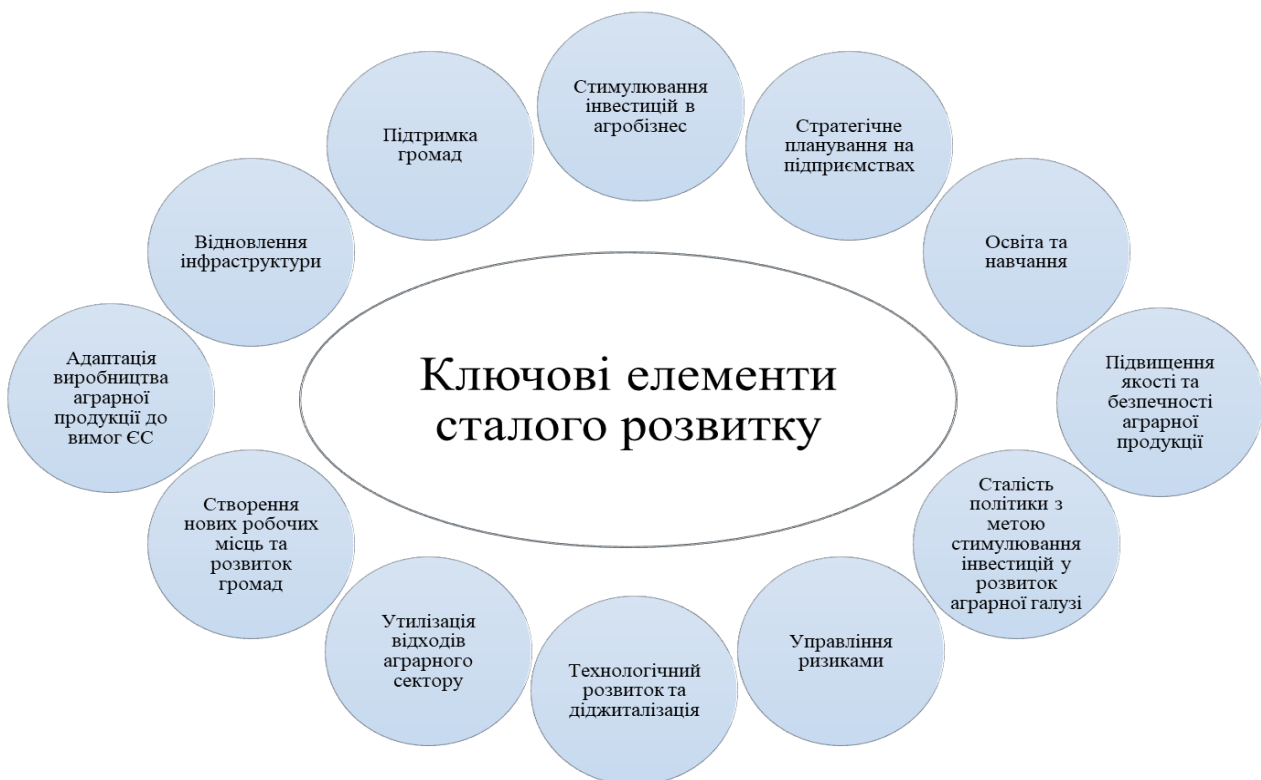 Стимулювання
інвестицій в
агробізнес
Стратегічне
планування на
підприємствах
Освіта та
навчання
Підвищення
якості та
безпечності
аграрної
продукції
Сталість
політики з
метою
стимулювання
інвестицій у
розвиток
аграрної галузі
Управління
ризиками
Технологічний
розвиток та
діджиталізація
Утилізація
відходів
аграрного
сектору
Створення
нових робочих
місць та
розвиток
громад
Адаптація
виробництва
аграрної
продукції до
вимог ЄС
Відновлення
інфраструктури
Підтримка
громад
Ключові елементи
сталого розвитку